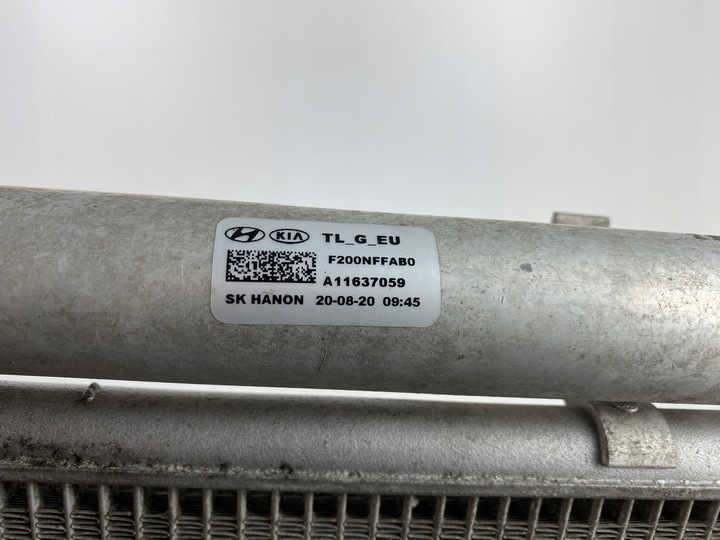 KIA TL_G_EU
F200NFFAB0
A11637059
SK HANON 20-08-20 09:45